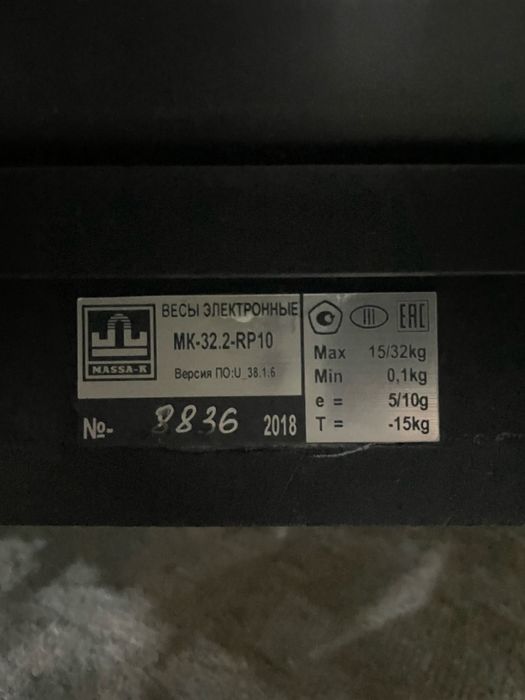 ВЕСЫ ЭЛЕКТРОННЫЕ
МК-32.2-RP10
Версия ПО:U_38.1.6
MASSA-K
№- 8836 2018
III EAC
Max 15/32kg
Min 0,1kg
e = 5/10g
T = -15kg